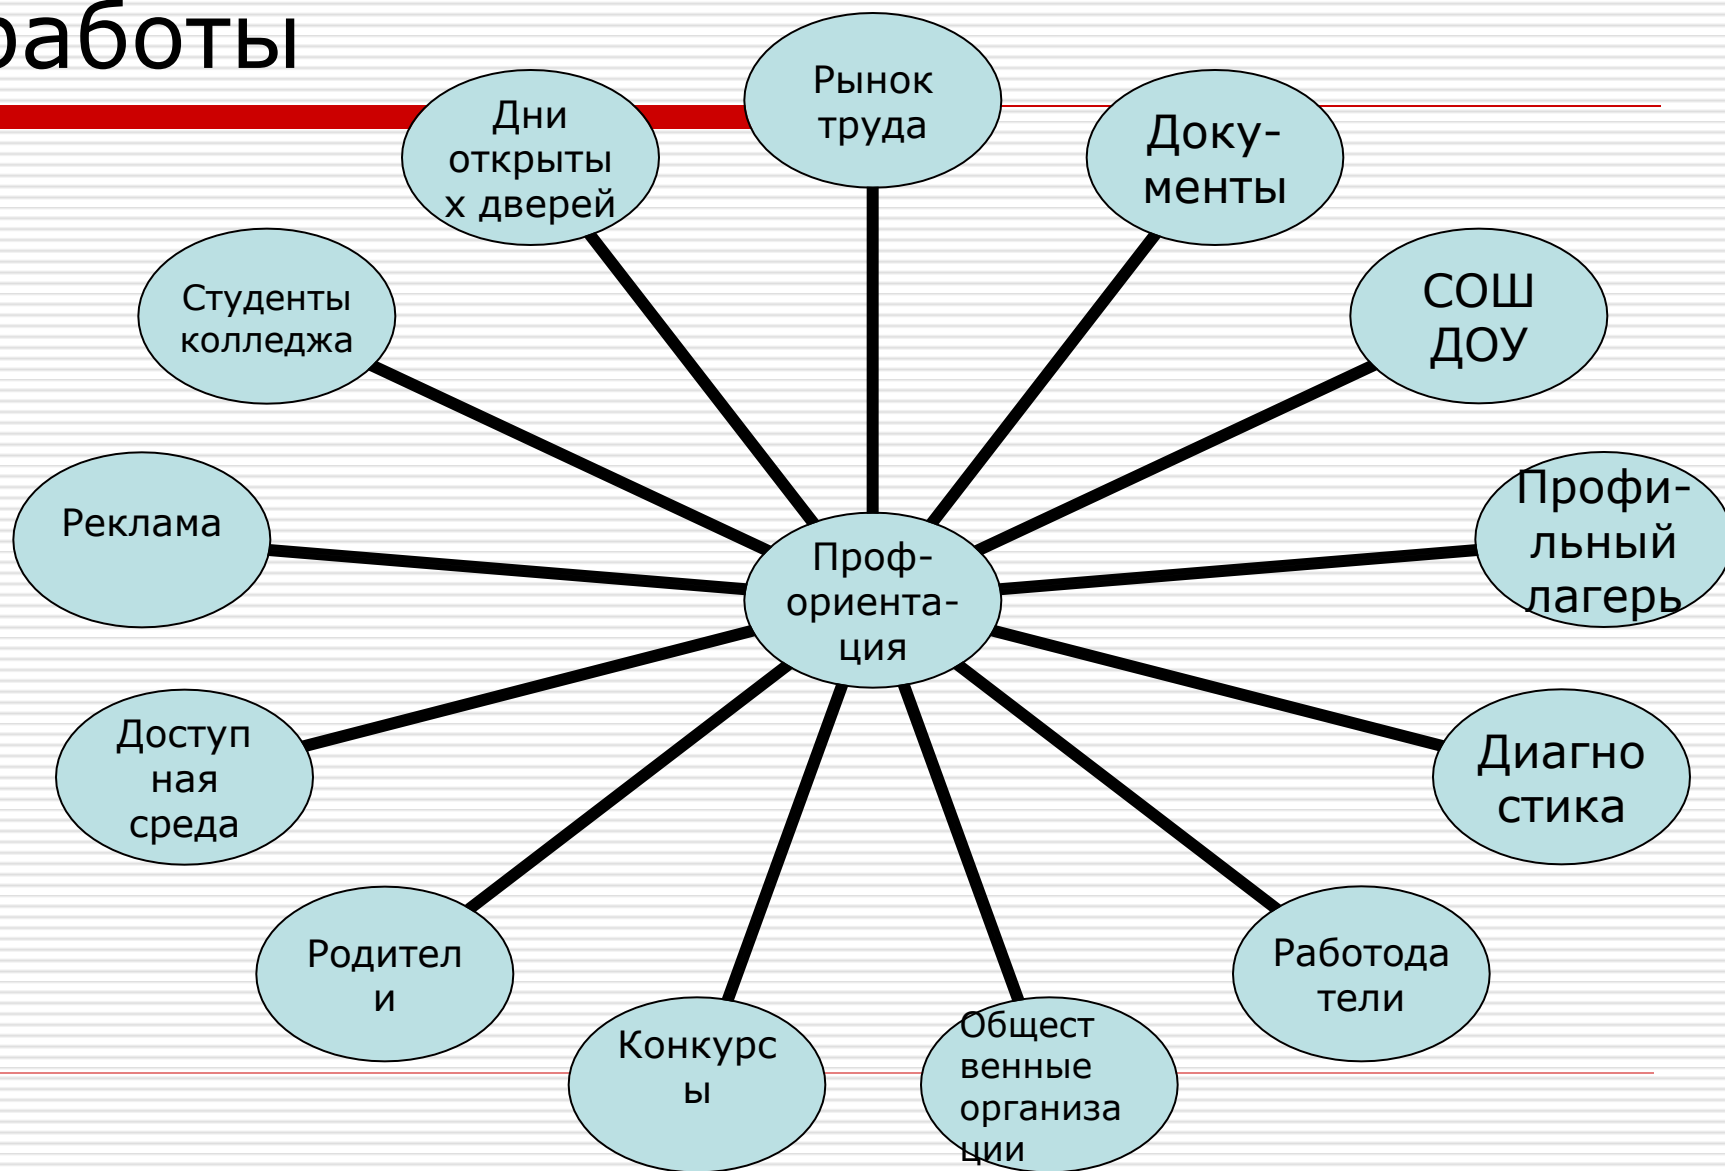 работы
Рынок
труда
Доку-
менты
СОШ
ДОУ
Профи-
льный
лагерь
Диагно
стика
Работода
тели
Общест
венные
организа
ции
Конкурс
ы
Родител
и
Доступ
ная
среда
Реклама
Студенты
колледжа
Дни
открыты
х дверей
Проф-
ориента-
ция